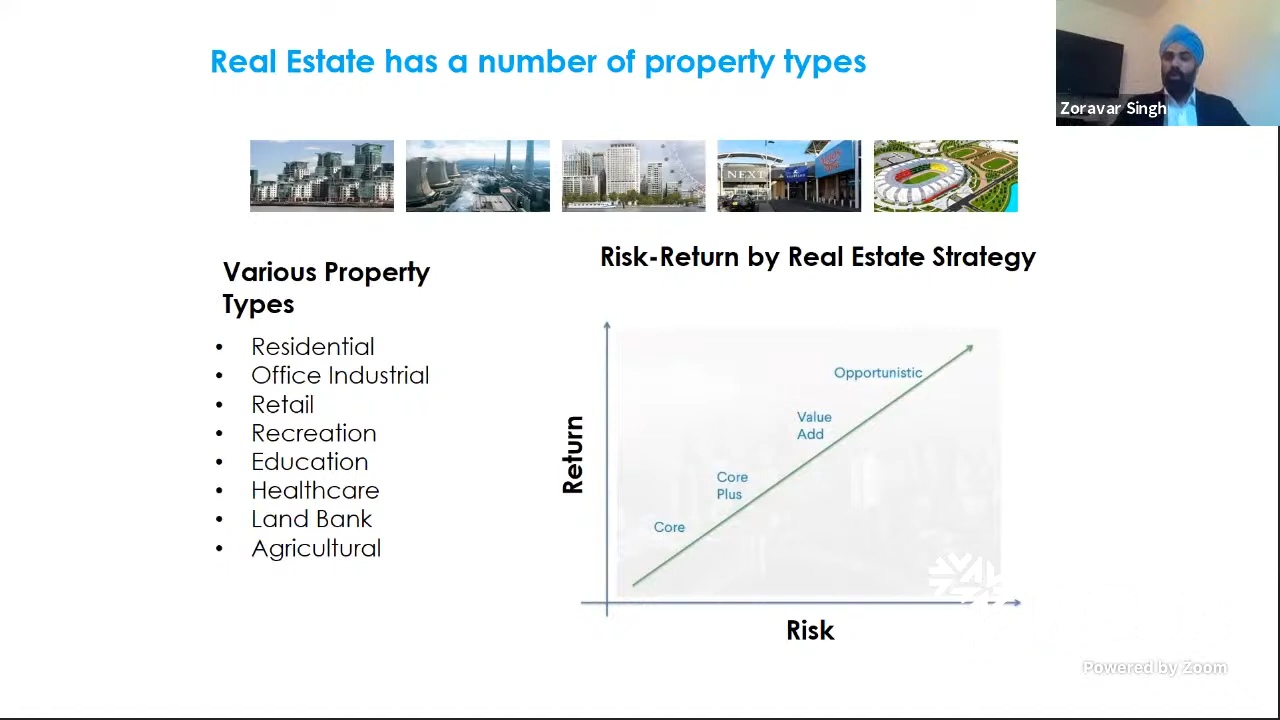 Real Estate has a number of property types
Zoravar Singh
NEXT
Various Property
Types
• Residential
• Office Industrial
• Retail
• Recreation
• Education
• Healthcare
• Land Bank
• Agricultural
Risk-Return by Real Estate Strategy
Return
Opportunistic
Value
Add
Core
Plus
Core
Risk
Powered by Zoom